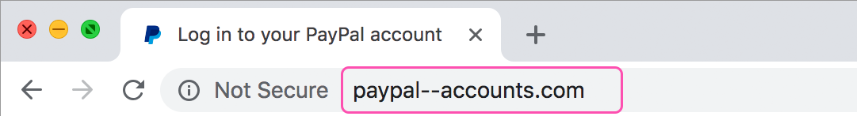 Log in to your PayPal account
Not Secure paypal--accounts.com